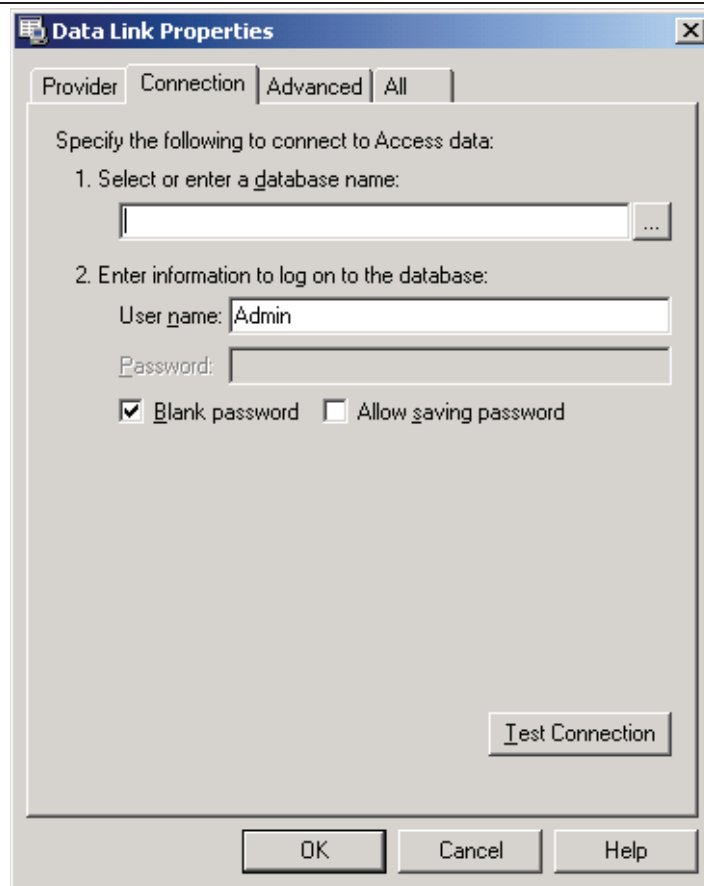 Data Link Properties
Provider Connection Advanced All
Specify the following to connect to Access data:
1. Select or enter a database name:
...
2. Enter information to log on to the database:
User name: Admin
Password:
Blank password Allow saving password
Test Connection
OK Cancel Help